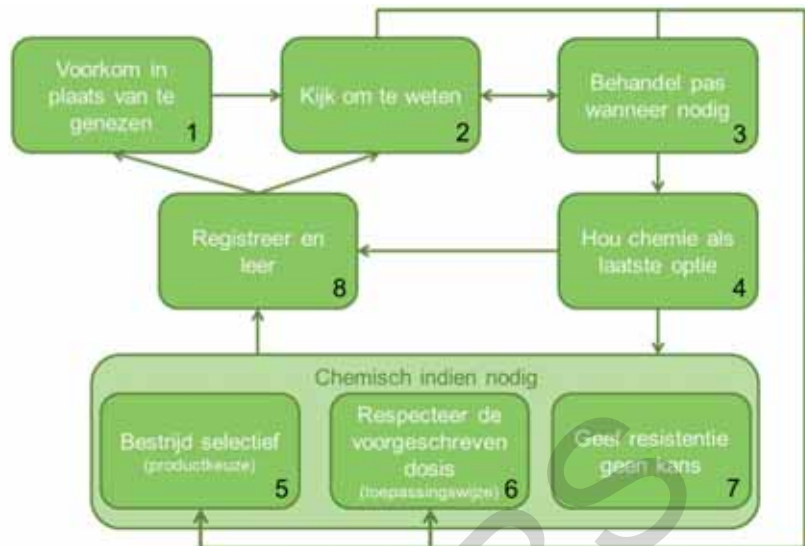 Voorkom in
plaats van te
genezen
1
Kijk om te weten
2
Behandel pas
wanneer nodig
3
Registreer en
leer
8
Hou chemie als
laatste optie
4
Chemisch indien nodig
Bestrijd selectief
(productkeuze)
5
Respecteer de
voorgeschreven
dosis
(toepassingswijze)
6
Geef resistentie
geen kans
7